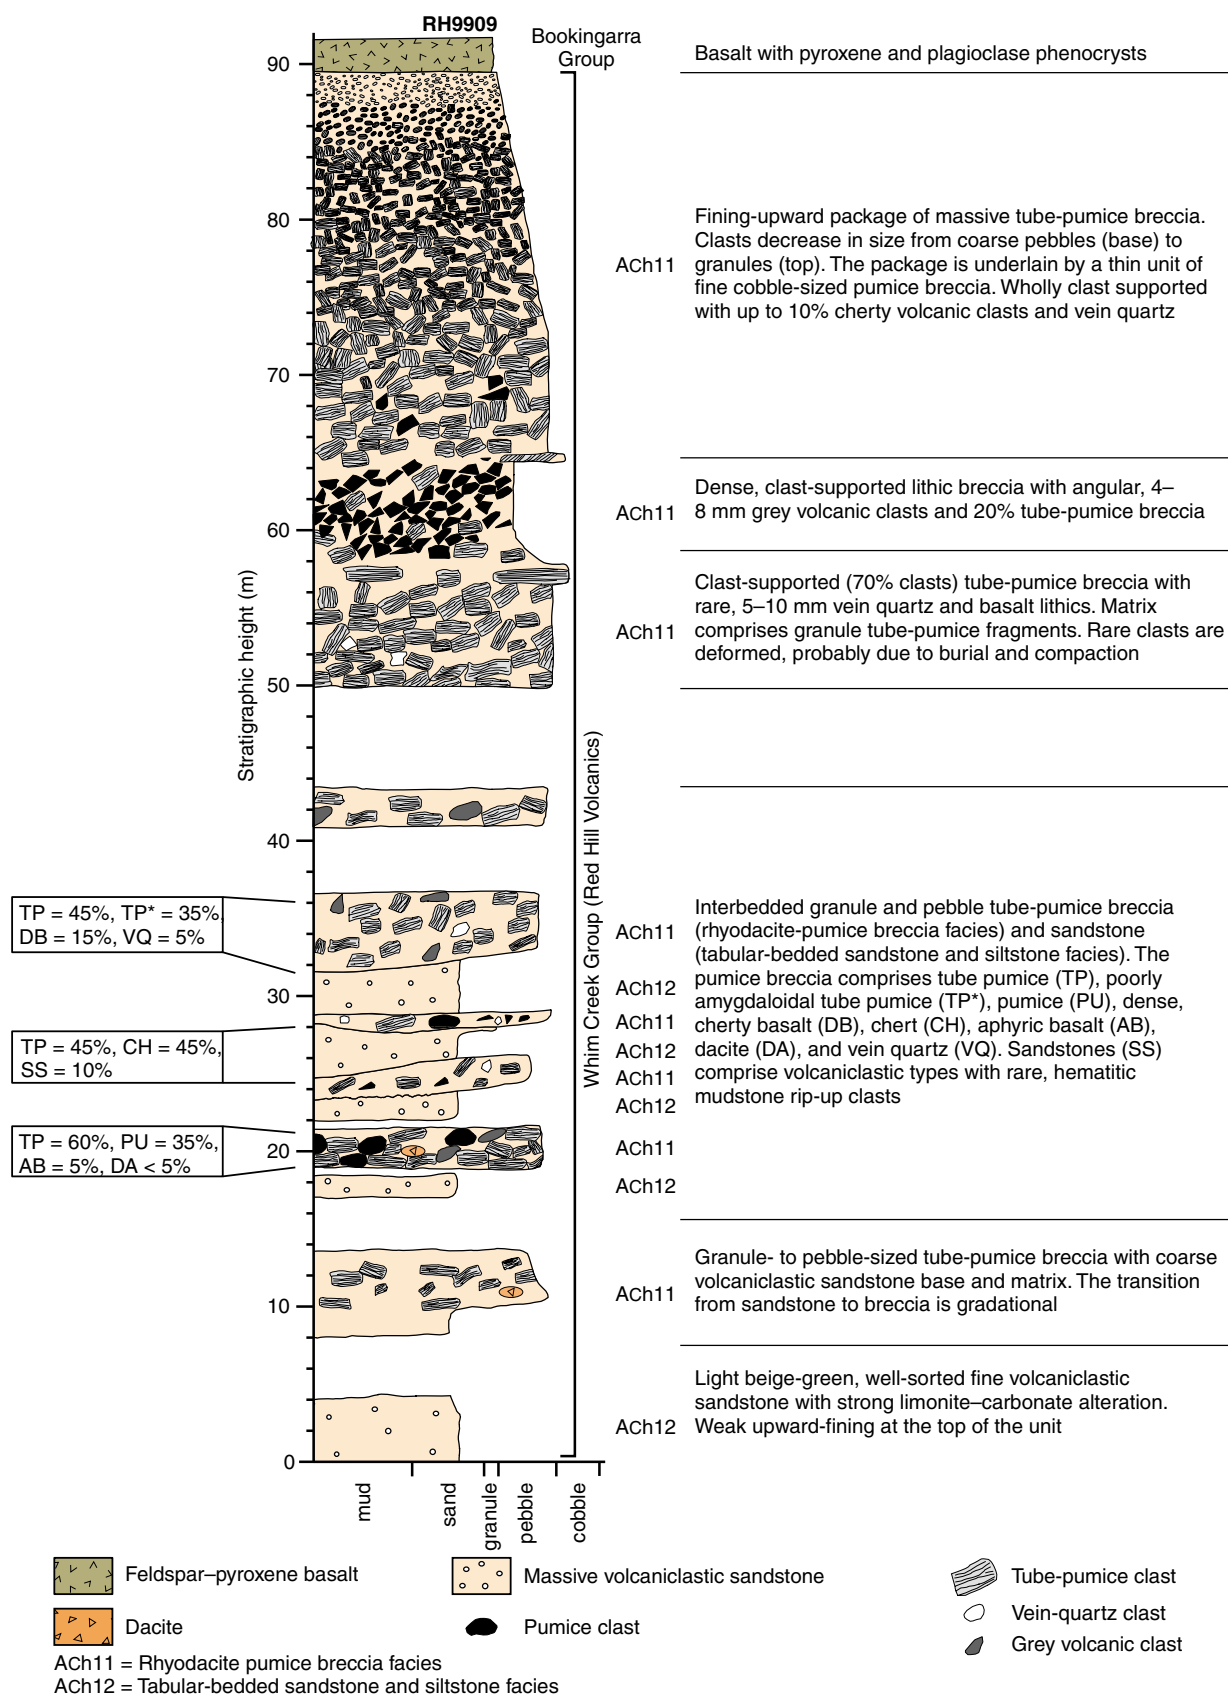 RH9909
Bookingarra
Group
Basalt with pyroxene and plagioclase phenocrysts
90
80
70
60
50
40
30
20
10
0
Stratigraphic height (m)
Whim Creek Group (Red Hill Volcanics)
ACh11
Fining-upward package of massive tube-pumice breccia.
Clasts decrease in size from coarse pebbles (base) to
granules (top). The package is underlain by a thin unit of
fine cobble-sized pumice breccia. Wholly clast supported
with up to 10% cherty volcanic clasts and vein quartz
ACh11
Dense, clast-supported lithic breccia with angular, 4–
8 mm grey volcanic clasts and 20% tube-pumice breccia
ACh11
Clast-supported (70% clasts) tube-pumice breccia with
rare, 5–10 mm vein quartz and basalt lithics. Matrix
comprises granule tube-pumice fragments. Rare clasts are
deformed, probably due to burial and compaction
TP = 45%, TP* = 35%,
DB = 15%, VQ = 5%
TP = 45%, CH = 45%,
SS = 10%
TP = 60%, PU = 35%,
AB = 5%, DA < 5%
ACh11
ACh12
ACh11
ACh12
ACh11
ACh12
ACh11
ACh12
Interbedded granule and pebble tube-pumice breccia
(rhyodacite-pumice breccia facies) and sandstone
(tabular-bedded sandstone and siltstone facies). The
pumice breccia comprises tube pumice (TP), poorly
amygdaloidal tube pumice (TP*), pumice (PU), dense,
cherty basalt (DB), chert (CH), aphyric basalt (AB),
dacite (DA), and vein quartz (VQ). Sandstones (SS)
comprise volcaniclastic types with rare, hematitic
mudstone rip-up clasts
ACh11
Granule- to pebble-sized tube-pumice breccia with coarse
volcaniclastic sandstone base and matrix. The transition
from sandstone to breccia is gradational
ACh12
Light beige-green, well-sorted fine volcaniclastic
sandstone with strong limonite–carbonate alteration.
Weak upward-fining at the top of the unit
mud
sand
granule
pebble
cobble
Feldspar–pyroxene basalt
Dacite
Massive volcaniclastic sandstone
Pumice clast
Tube-pumice clast
Vein-quartz clast
Grey volcanic clast
ACh11 = Rhyodacite pumice breccia facies
ACh12 = Tabular-bedded sandstone and siltstone facies